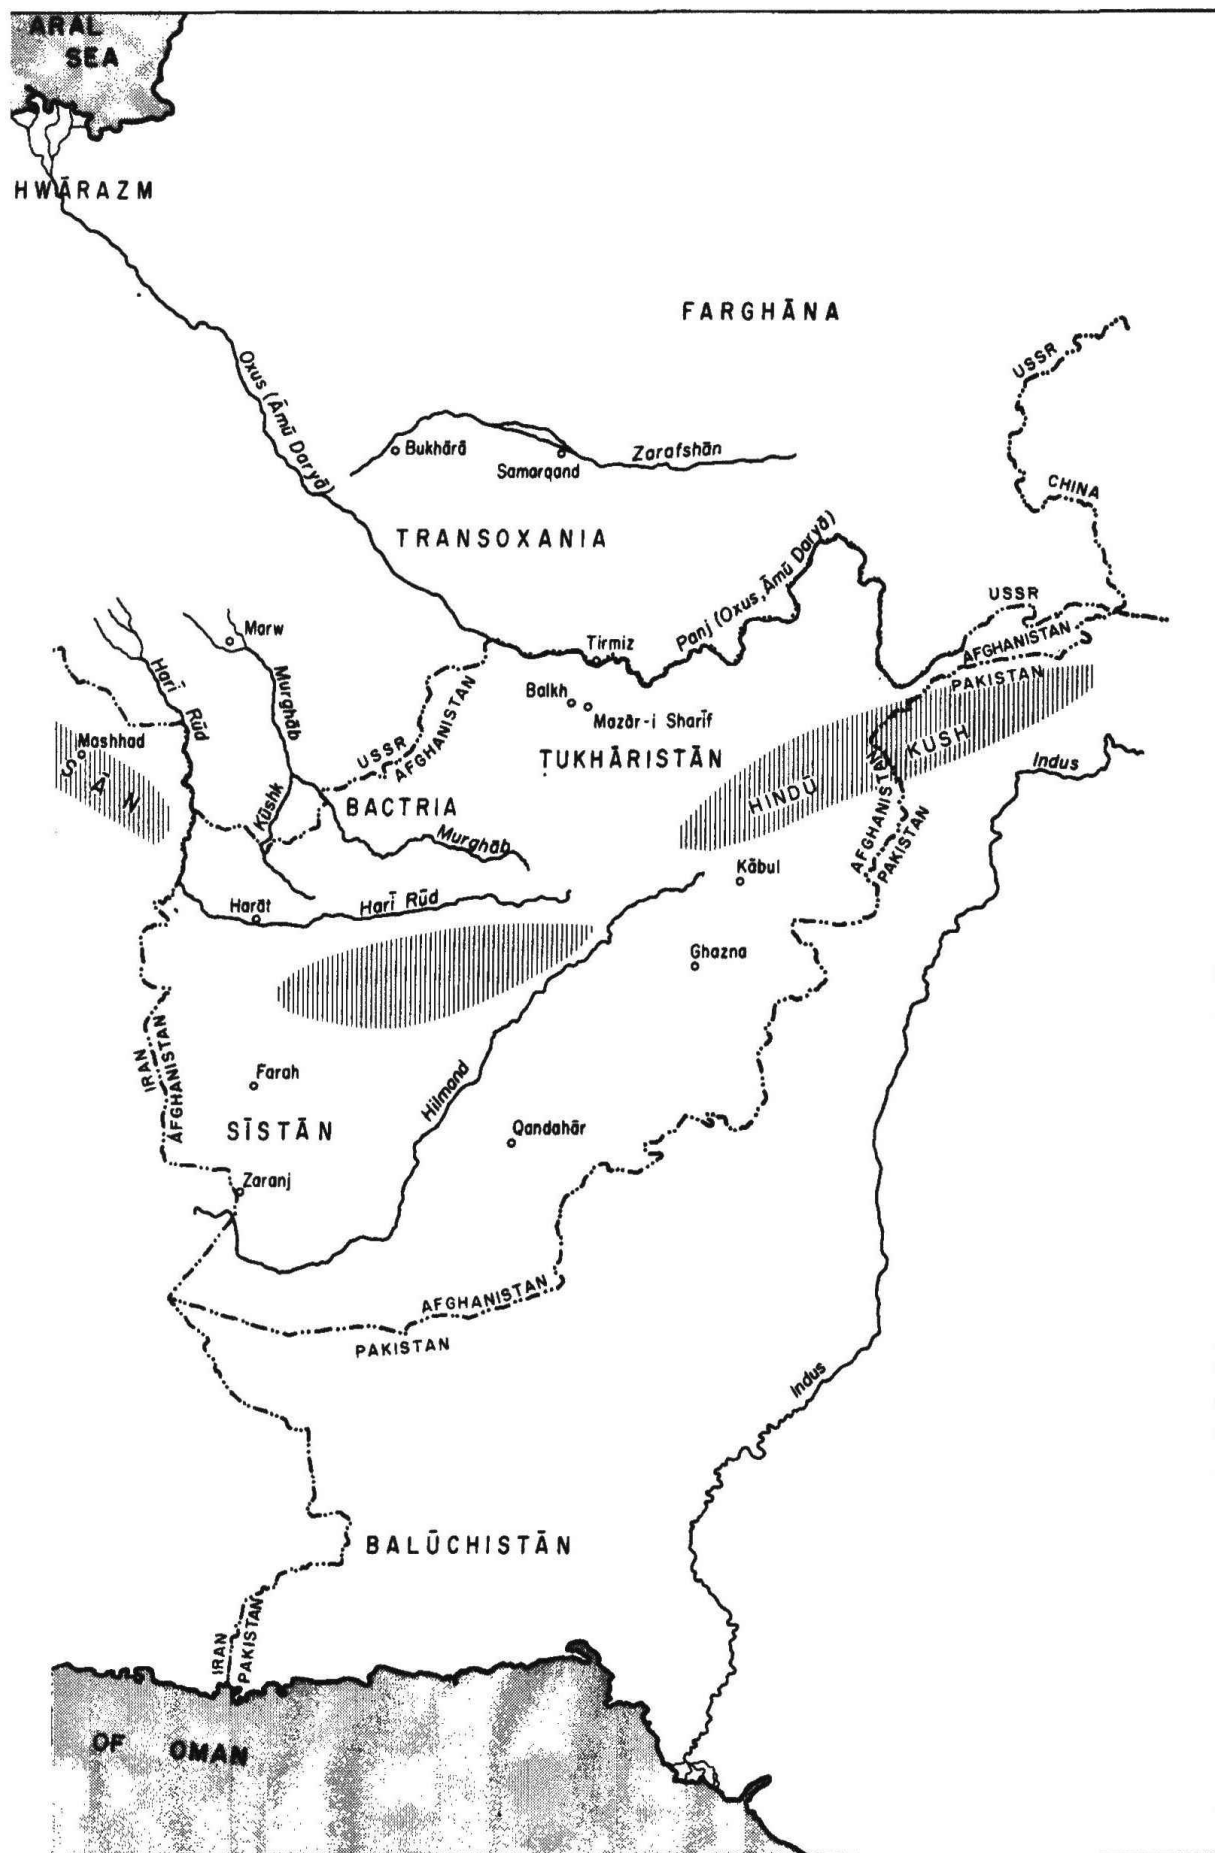 ARAL
SEA
HWĀRAZM
FARGHĀNA
USSR
Oxus (Āmū Daryā)
Bukhārā
Samarqand
Zarafshān
CHINA
TRANSOXANIA
Panj (Oxus, Āmū Daryā)
USSR
AFGHANISTAN
PAKISTAN
Marw
Tirmiz
Harī Rūd
Murghāb
Balkh
Mazār-i Sharīf
USSR
AFGHANISTAN
Mashhad
SĀN
TUKHĀRISTĀN
HINDŪ KUSH
Indus
Kūshk
BACTRIA
Murghāb
AFGHANISTAN
PAKISTAN
Kābul
Harāt
Harī Rūd
Ghazna
IRAN
AFGHANISTAN
Farah
Hilmand
SĪSTĀN
Qandahār
Zaranj
AFGHANISTAN
PAKISTAN
Indus
BALŪCHISTĀN
IRAN
PAKISTAN
OF OMAN